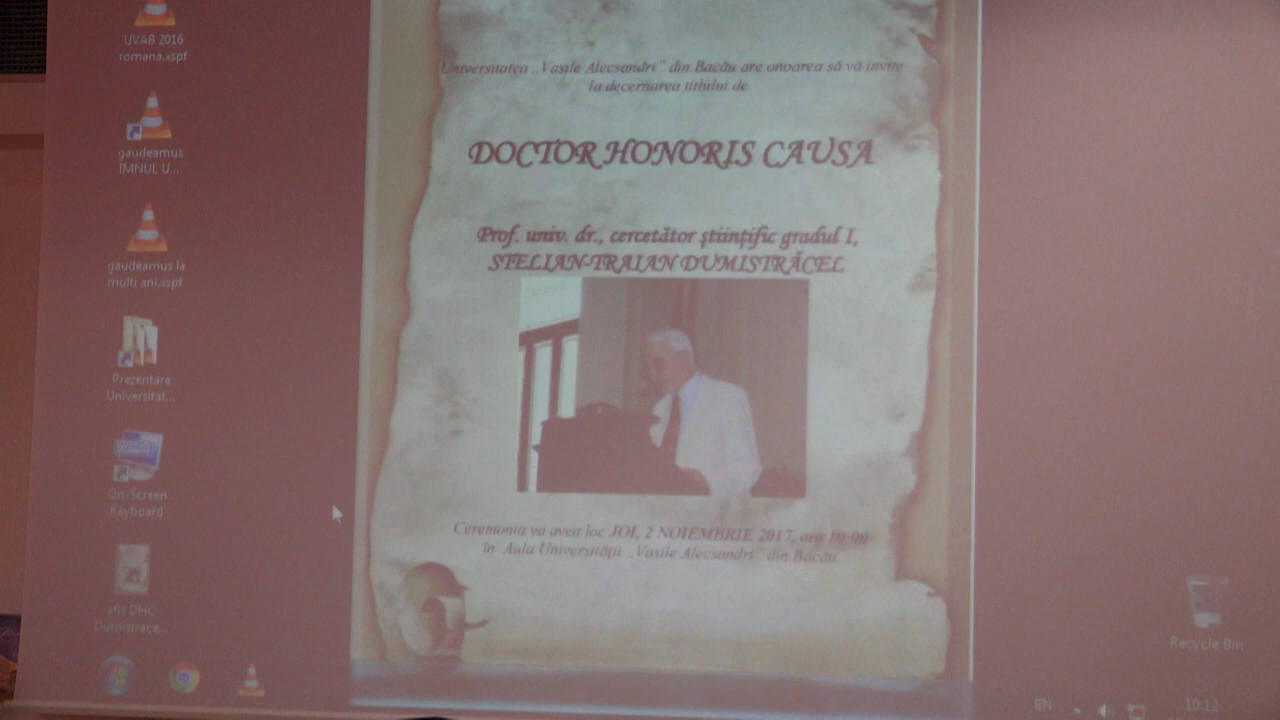 UVAB 2016
romana.xspf
gaudeamus
IMNUL U...
gaudeamus la
multi ani.xspf
Prezentare
Universitat...
On-Screen
Keyboard
afis DHC
Dumistrace...
Universitatea „Vasile Alecsandri” din Bacău are onoarea să vă invite
la decernarea titlului de
DOCTOR HONORIS CAUSA
Prof. univ. dr., cercetător științific gradul I,
STELIAN-TRAIAN DUMISTRĂCEL
Ceremonia va avea loc JOI, 2 NOIEMBRIE 2017, ora 10:00
în Aula Universității „Vasile Alecsandri” din Bacău
Recycle Bin
EN
10:12